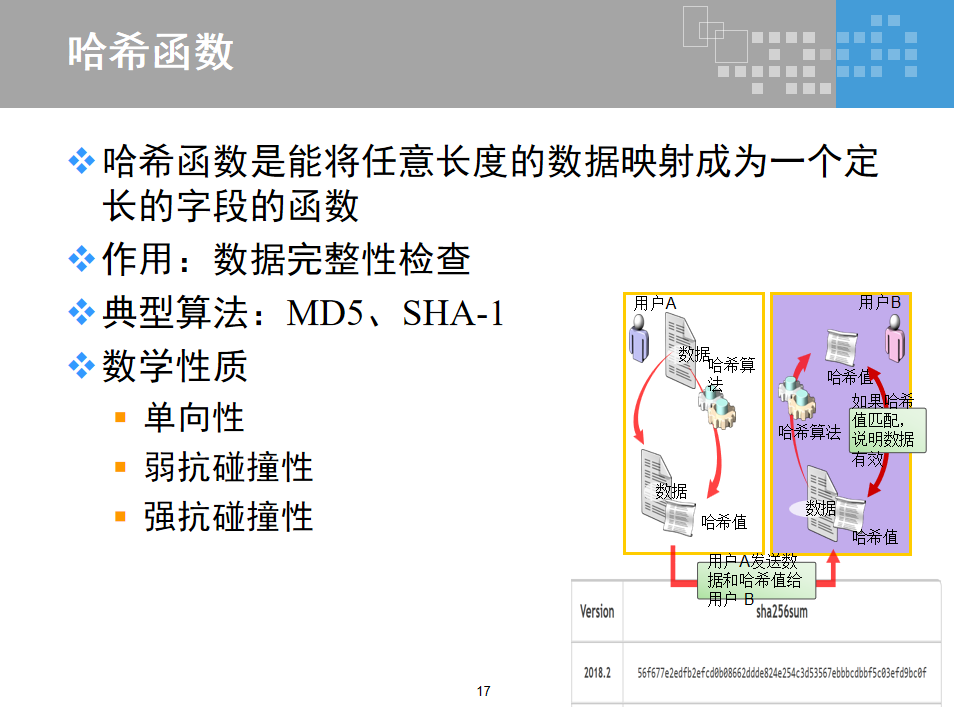 哈希函数
哈希函数是能将任意长度的数据映射成为一个定
长的字段的函数
作用：数据完整性检查
典型算法：MD5、SHA-1
数学性质
单向性
弱抗碰撞性
强抗碰撞性
用户A
数据
哈希算
法
数据
哈希值
用户B
哈希值
如果哈希
值匹配，
说明数据
有效
哈希算法
数据
哈希值
用户A发送数
据和哈希值给
用户 B
Version
sha256sum
2018.2
56f677e2edfb2efcd0b08662ddde824e254c3d53567ebbbcdbbf5c03efd9bc0f
17